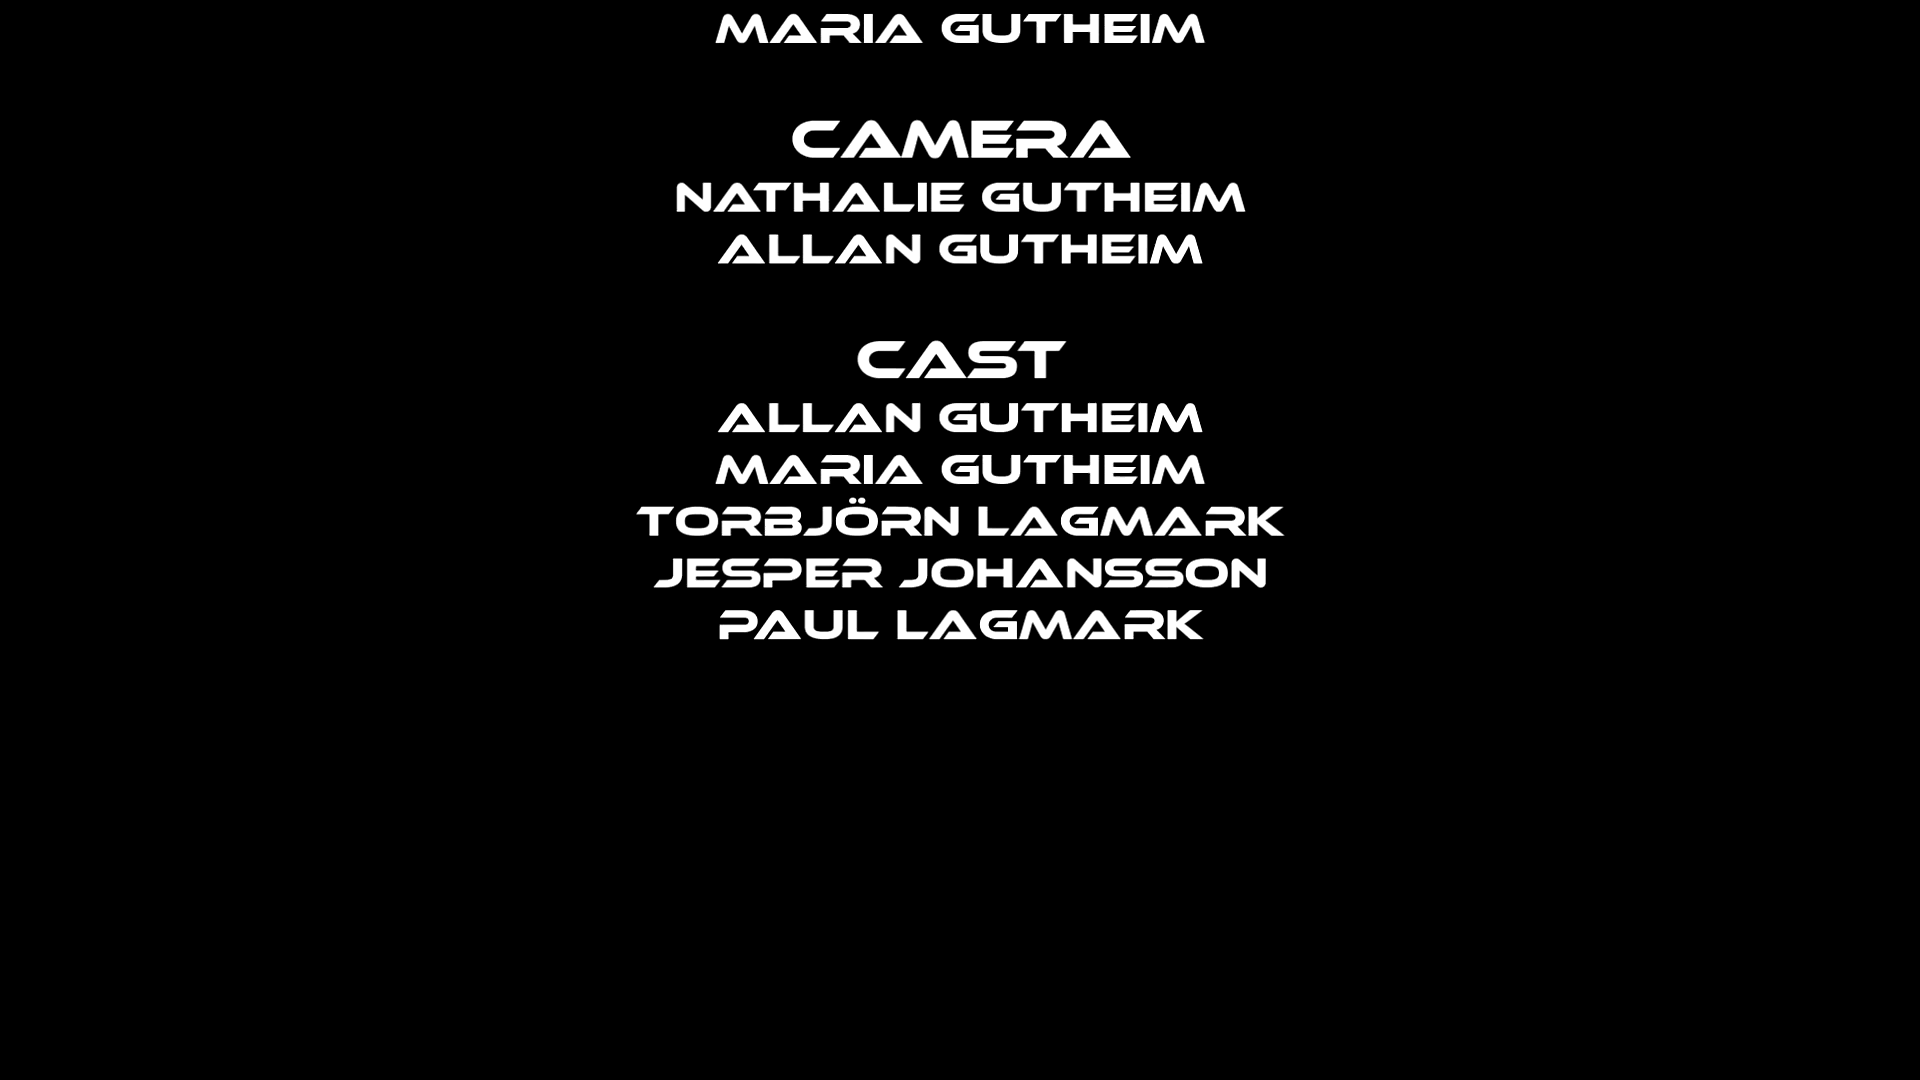 MARIA GUTHEIM
CAMERA
NATHALIE GUTHEIM
ALLAN GUTHEIM
CAST
ALLAN GUTHEIM
MARIA GUTHEIM
TORBJÖRN LAGMARK
JESPER JOHANSSON
PAUL LAGMARK